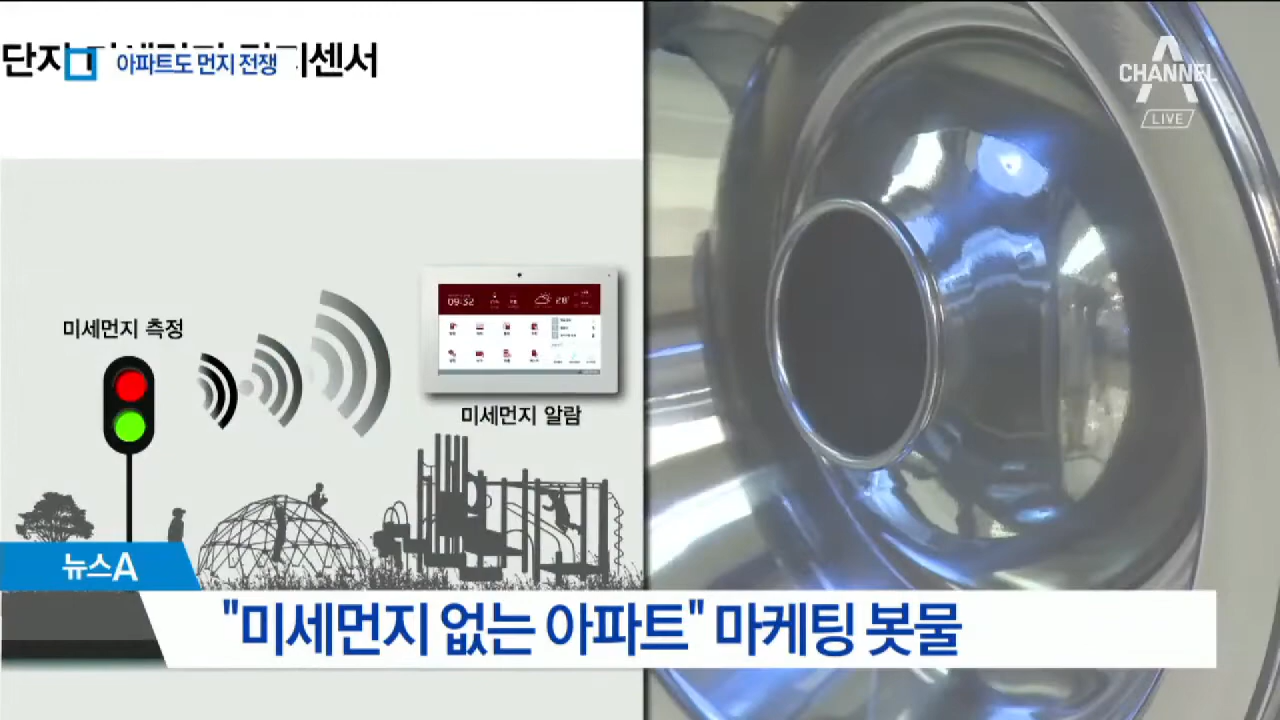 단지
센서
아파트도 먼지 전쟁
CHANNEL A
LIVE
미세먼지 측정
09:32
28°
미세먼지 알람
뉴스A
"미세먼지 없는 아파트" 마케팅 봇물